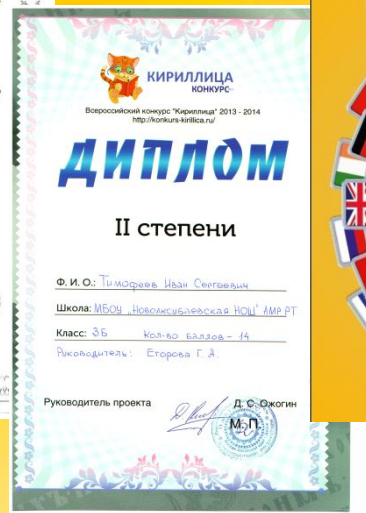 КИРИЛЛИЦА
КОНКУРС
Всероссийский конкурс "Кириллица" 2013 - 2014
http://konkurs-kirillica.ru/
ДИПЛОМ
II степени
Ф. И. О.: Тимофеев Иван Сергеевич
Школа: МБОУ „Новошешминская НОШ" АМР РТ
Класс: 3Б Кол-во баллов - 14
Руководитель: Егорова Г. А.
Руководитель проекта Д. С. Ожогин
М. П.